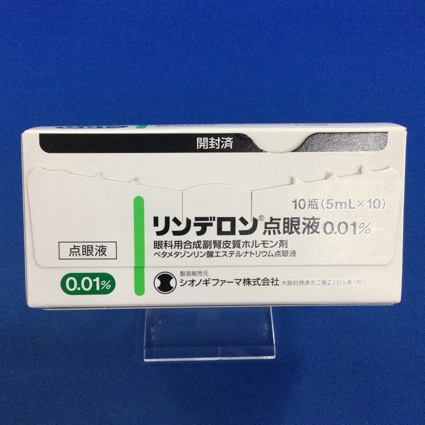 開封済
10瓶(5mL×10)
リンデロン®点眼液0.01%
眼科用合成副腎皮質ホルモン剤
ベタメタゾンリン酸エステルナトリウム点眼液
点眼液
0.01%
製造販売元
シオノギファーマ株式会社